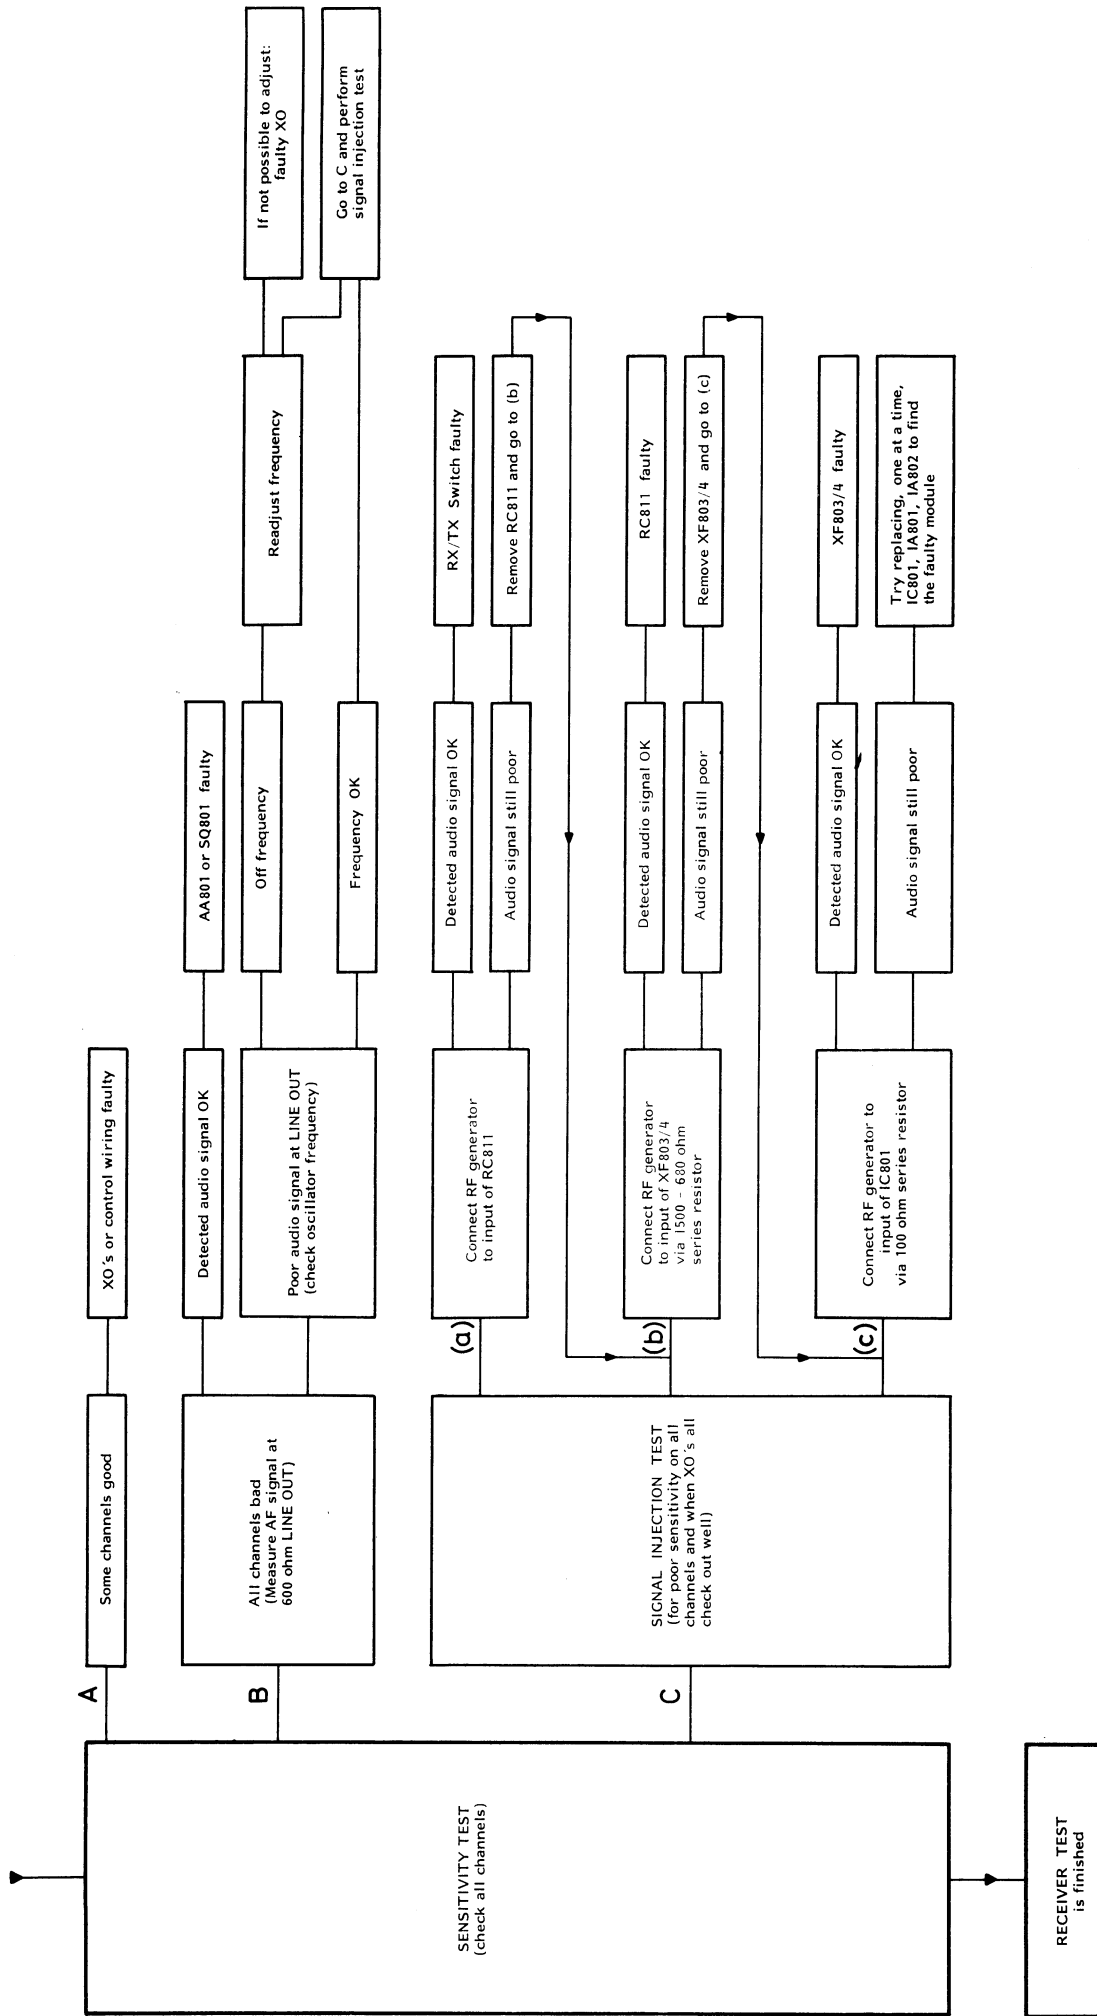 SENSITIVITY TEST
(check all channels)
RECEIVER TEST
is finished
A
Some channels good
XO's or control wiring faulty
B
All channels bad
(Measure AF signal at
600 ohm LINE OUT)
Detected audio signal OK
AA801 or SQ801 faulty
Poor audio signal at LINE OUT
(check oscillator frequency)
Off frequency
Readjust frequency
If not possible to adjust:
faulty XO
Frequency OK
Go to C and perform
signal injection test
C
SIGNAL INJECTION TEST
(for poor sensitivity on all
channels and when XO's all
check out well)
(a)
Connect RF generator
to input of RC811
Detected audio signal OK
RX/TX Switch faulty
Audio signal still poor
Remove RC811 and go to (b)
(b)
Connect RF generator
to input of XF803/4
via 1500 - 680 ohm
series resistor
Detected audio signal OK
RC811 faulty
Audio signal still poor
Remove XF803/4 and go to (c)
(c)
Connect RF generator to
input of IC801
via 100 ohm series resistor
Detected audio signal OK
XF803/4 faulty
Audio signal still poor
Try replacing, one at a time,
IC801, IA801, IA802 to find
the faulty module